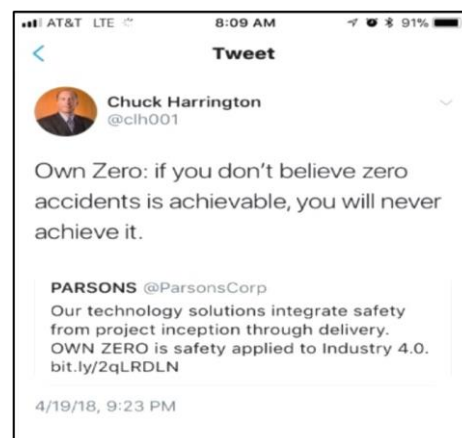 AT&T LTE 8:09 AM 91%
Tweet
Chuck Harrington
@clh001
Own Zero: if you don't believe zero
accidents is achievable, you will never
achieve it.
PARSONS @ParsonsCorp
Our technology solutions integrate safety
from project inception through delivery.
OWN ZERO is safety applied to Industry 4.0.
bit.ly/2qLRDLN
4/19/18, 9:23 PM